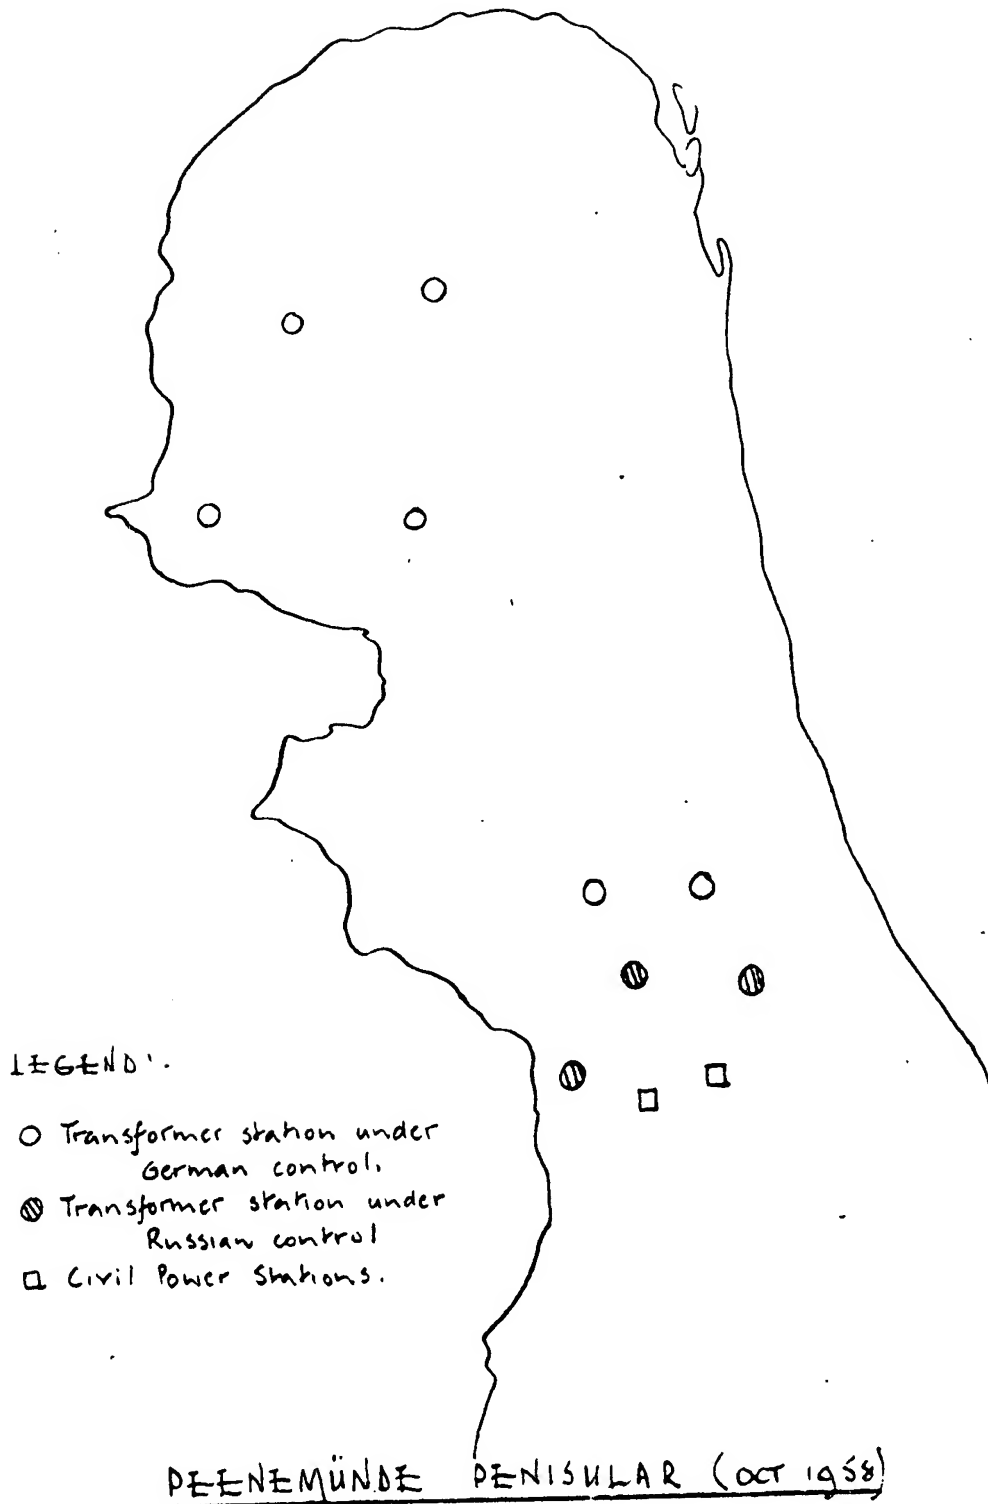 LEGEND:.
Transformer station under
German control.
Transformer station under
Russian control
Civil Power Stations.
PEENEMÜNDE PENISULAR (OCT 1958)